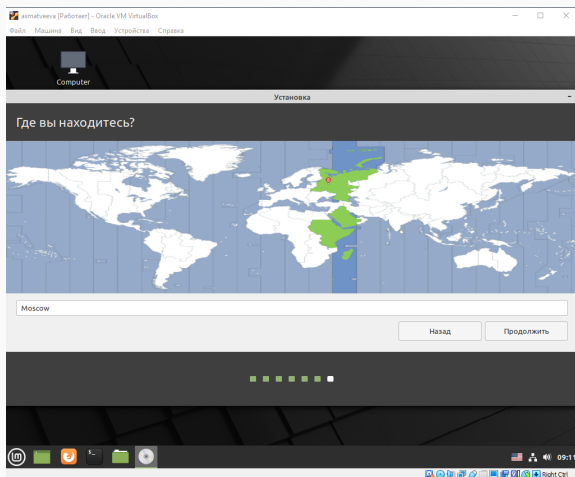 asmatveeva [Работает] - Oracle VM VirtualBox
Файл Машина Вид Ввод Устройства Справка
Computer
Установка
Где вы находитесь?
Moscow
Назад Продолжить
09:11
Right Ctrl